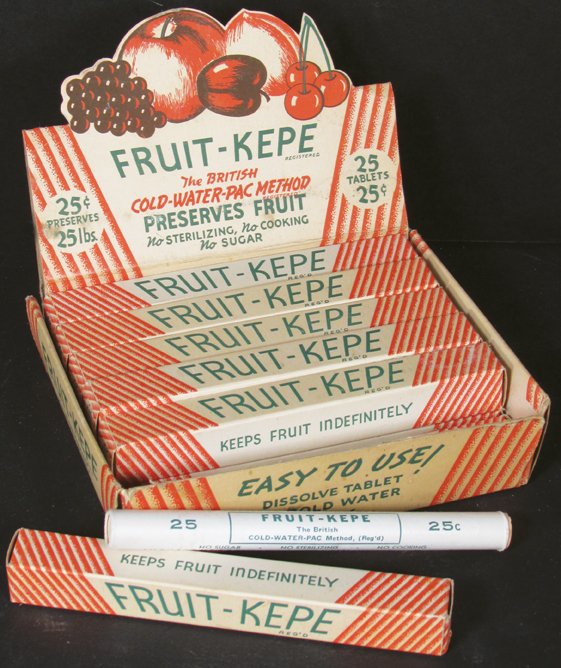 FRUIT-KEPE
REGISTERED
The BRITISH
COLD-WATER-PAC METHOD
REGISTERED
PRESERVES FRUIT
No STERILIZING, No COOKING
No SUGAR
25¢
PRESERVES
25 lbs.
25
TABLETS
25¢
FRUIT-KEPE
REG'D
FRUIT-KEPE
REG'D
FRUIT-KEPE
REG'D
FRUIT-KEPE
REG'D
FRUIT-KEPE
REG'D
KEEPS FRUIT INDEFINITELY
KEPE
EASY TO USE!
DISSOLVE TABLET
COLD WATER
25
FRUIT-KEPE
The British
COLD-WATER-PAC Method, (Reg'd)
25c
NO SUGAR - NO STERILIZING - NO COOKING
KEEPS FRUIT INDEFINITELY
FRUIT-KEPE
REG'D